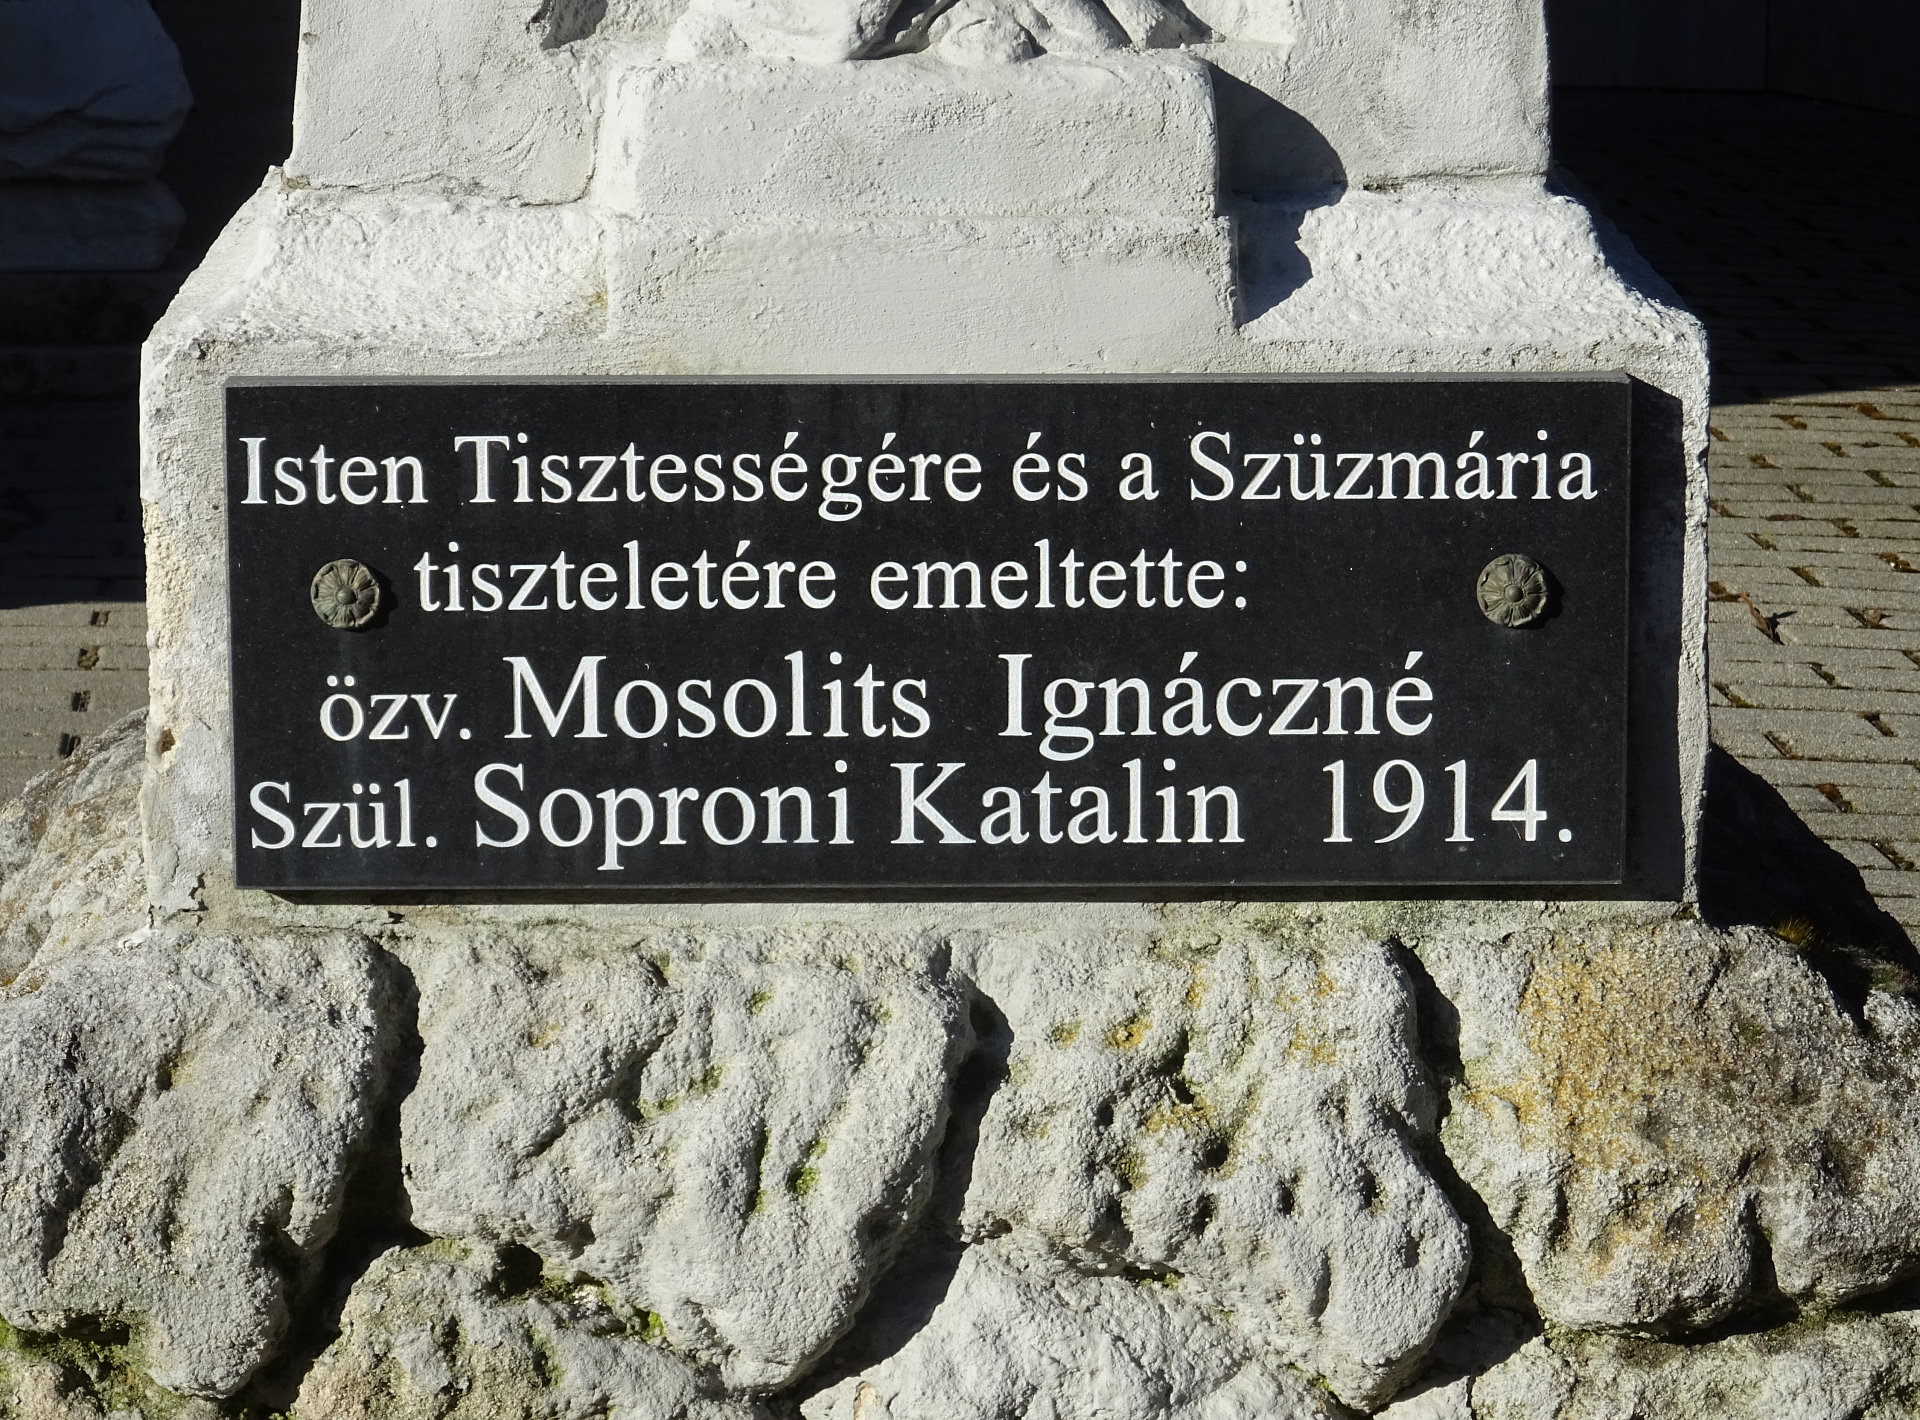 Isten Tisztességére és a Szüzmária
tiszteletére emeltette:
özv. Mosolits Ignáczné
Szül. Soproni Katalin 1914.